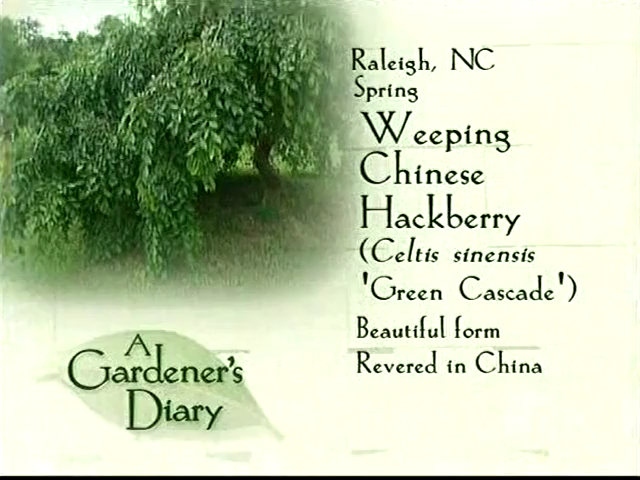 Raleigh, NC
Spring
Weeping
Chinese
Hackberry
(Celtis sinensis
'Green Cascade')
Beautiful form
Revered in China
A
Gardener's
Diary